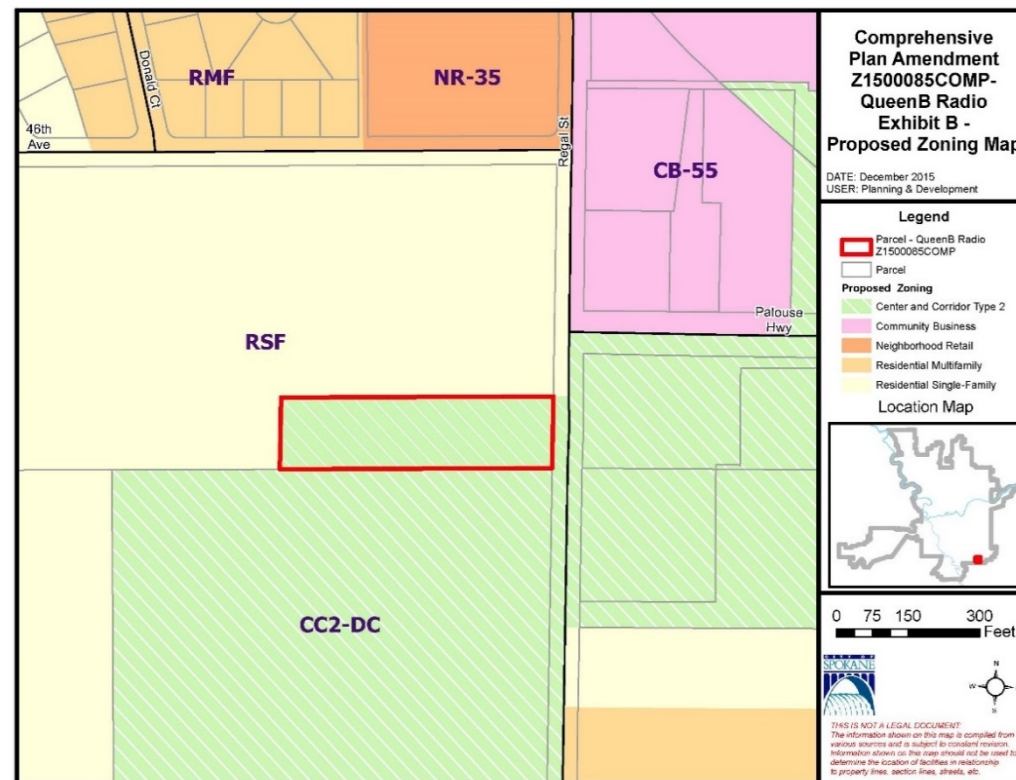 RMF
NR-35
Donald Ct
46th
Ave
Regal St
CB-55
Palouse
Hwy
RSF
CC2-DC
Comprehensive
Plan Amendment
Z1500085COMP-
QueenB Radio
Exhibit B -
Proposed Zoning Map
DATE: December 2015
USER: Planning & Development
Legend
Parcel - QueenB Radio
Z1500085COMP
Parcel
Proposed Zoning
Center and Corridor Type 2
Community Business
Neighborhood Retail
Residential Multifamily
Residential Single-Family
Location Map
0 75 150 300
Feet
CITY OF
SPOKANE
N
W
S
THIS IS NOT A LEGAL DOCUMENT:
The information shown on this map is compiled from
various sources and is subject to constant revision.
Information shown on this map should not be used to
determine the location of facilities in relationship
to property lines, section lines, streets, etc.